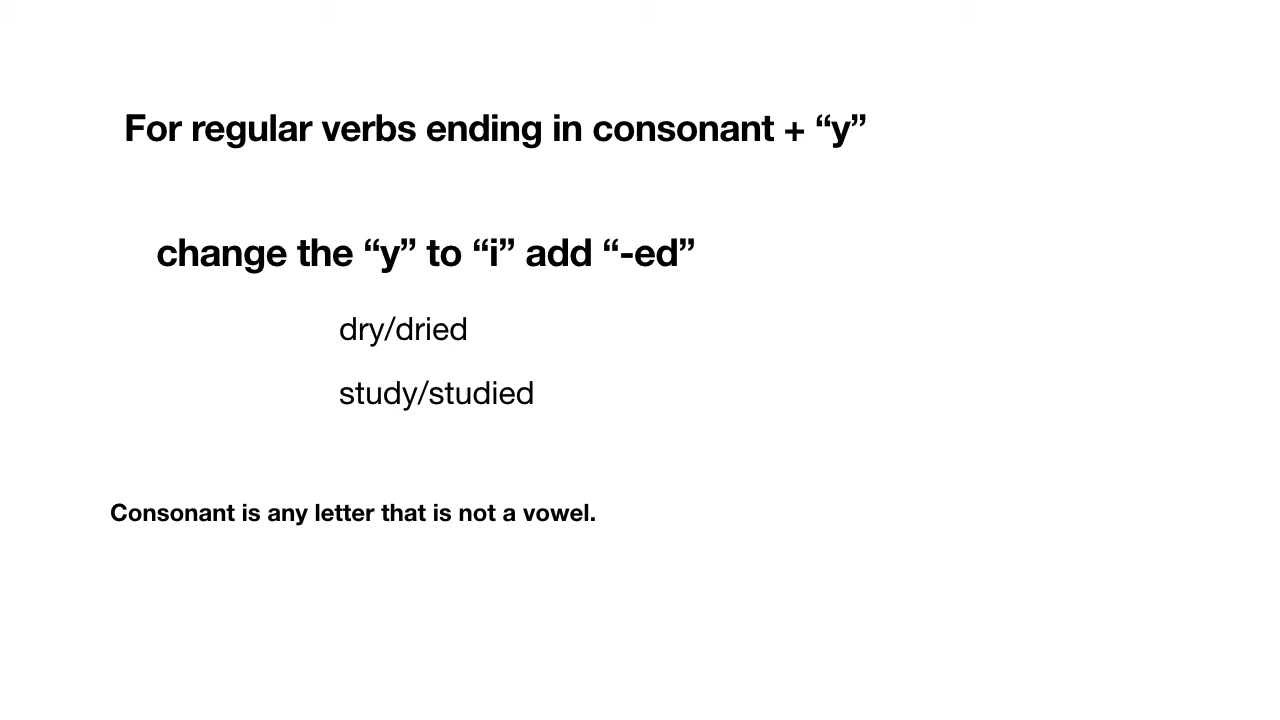 For regular verbs ending in consonant + “y”
change the “y” to “i” add “-ed”
dry/dried
study/studied
Consonant is any letter that is not a vowel.